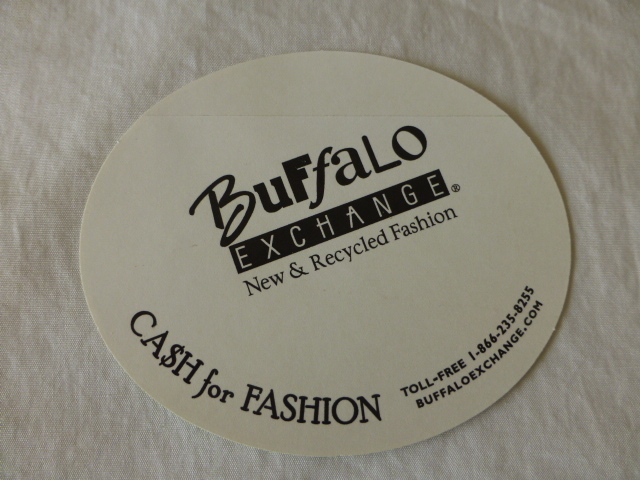 BuffaLO
EXCHANGE®
New & Recycled Fashion
CA$H for FASHION
TOLL-FREE 1-866-235-8255
BUFFALOEXCHANGE.COM